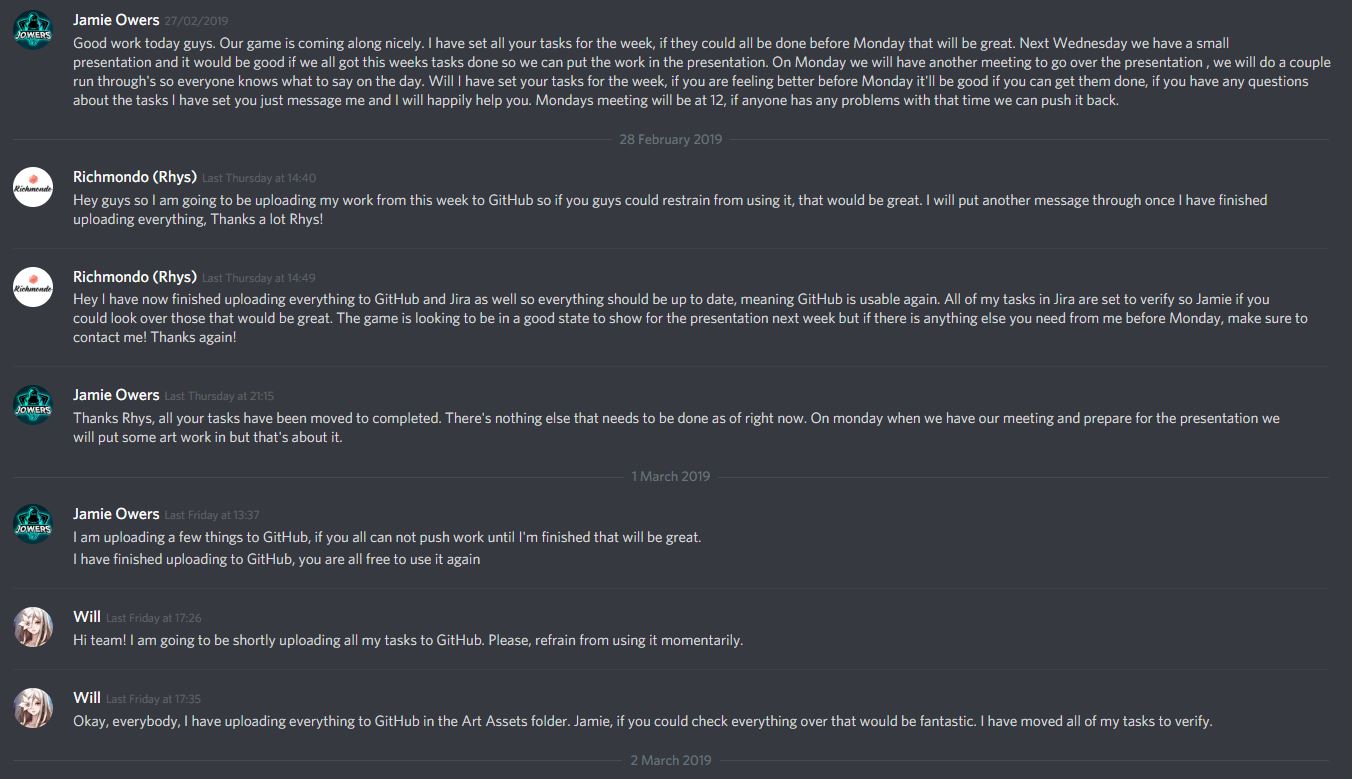 Jamie Owers 27/02/2019
Good work today guys. Our game is coming along nicely. I have set all your tasks for the week, if they could all be done before Monday that will be great. Next Wednesday we have a small
presentation and it would be good if we all got this weeks tasks done so we can put the work in the presentation. On Monday we will have another meeting to go over the presentation , we will do a couple
run through's so everyone knows what to say on the day. Will I have set your tasks for the week, if you are feeling better before Monday it'll be good if you can get them done, if you have any questions
about the tasks I have set you just message me and I will happily help you. Mondays meeting will be at 12, if anyone has any problems with that time we can push it back.
JOWERS
28 February 2019
Richmondo (Rhys) Last Thursday at 14:40
Richmondo
Hey guys so I am going to be uploading my work from this week to GitHub so if you guys could restrain from using it, that would be great. I will put another message through once I have finished
uploading everything, Thanks a lot Rhys!
Richmondo (Rhys) Last Thursday at 14:49
Richmondo
Hey I have now finished uploading everything to GitHub and Jira as well so everything should be up to date, meaning GitHub is usable again. All of my tasks in Jira are set to verify so Jamie if you
could look over those that would be great. The game is looking to be in a good state to show for the presentation next week but if there is anything else you need from me before Monday, make sure to
contact me! Thanks again!
Jamie Owers Last Thursday at 21:15
JOWERS
Thanks Rhys, all your tasks have been moved to completed. There's nothing else that needs to be done as of right now. On monday when we have our meeting and prepare for the presentation we
will put some art work in but that's about it.
1 March 2019
Jamie Owers Last Friday at 13:37
JOWERS
I am uploading a few things to GitHub, if you all can not push work until I'm finished that will be great.
I have finished uploading to GitHub, you are all free to use it again
Will Last Friday at 17:26
Hi team! I am going to be shortly uploading all my tasks to GitHub. Please, refrain from using it momentarily.
Will Last Friday at 17:35
Okay, everybody, I have uploading everything to GitHub in the Art Assets folder. Jamie, if you could check everything over that would be fantastic. I have moved all of my tasks to verify.
2 March 2019